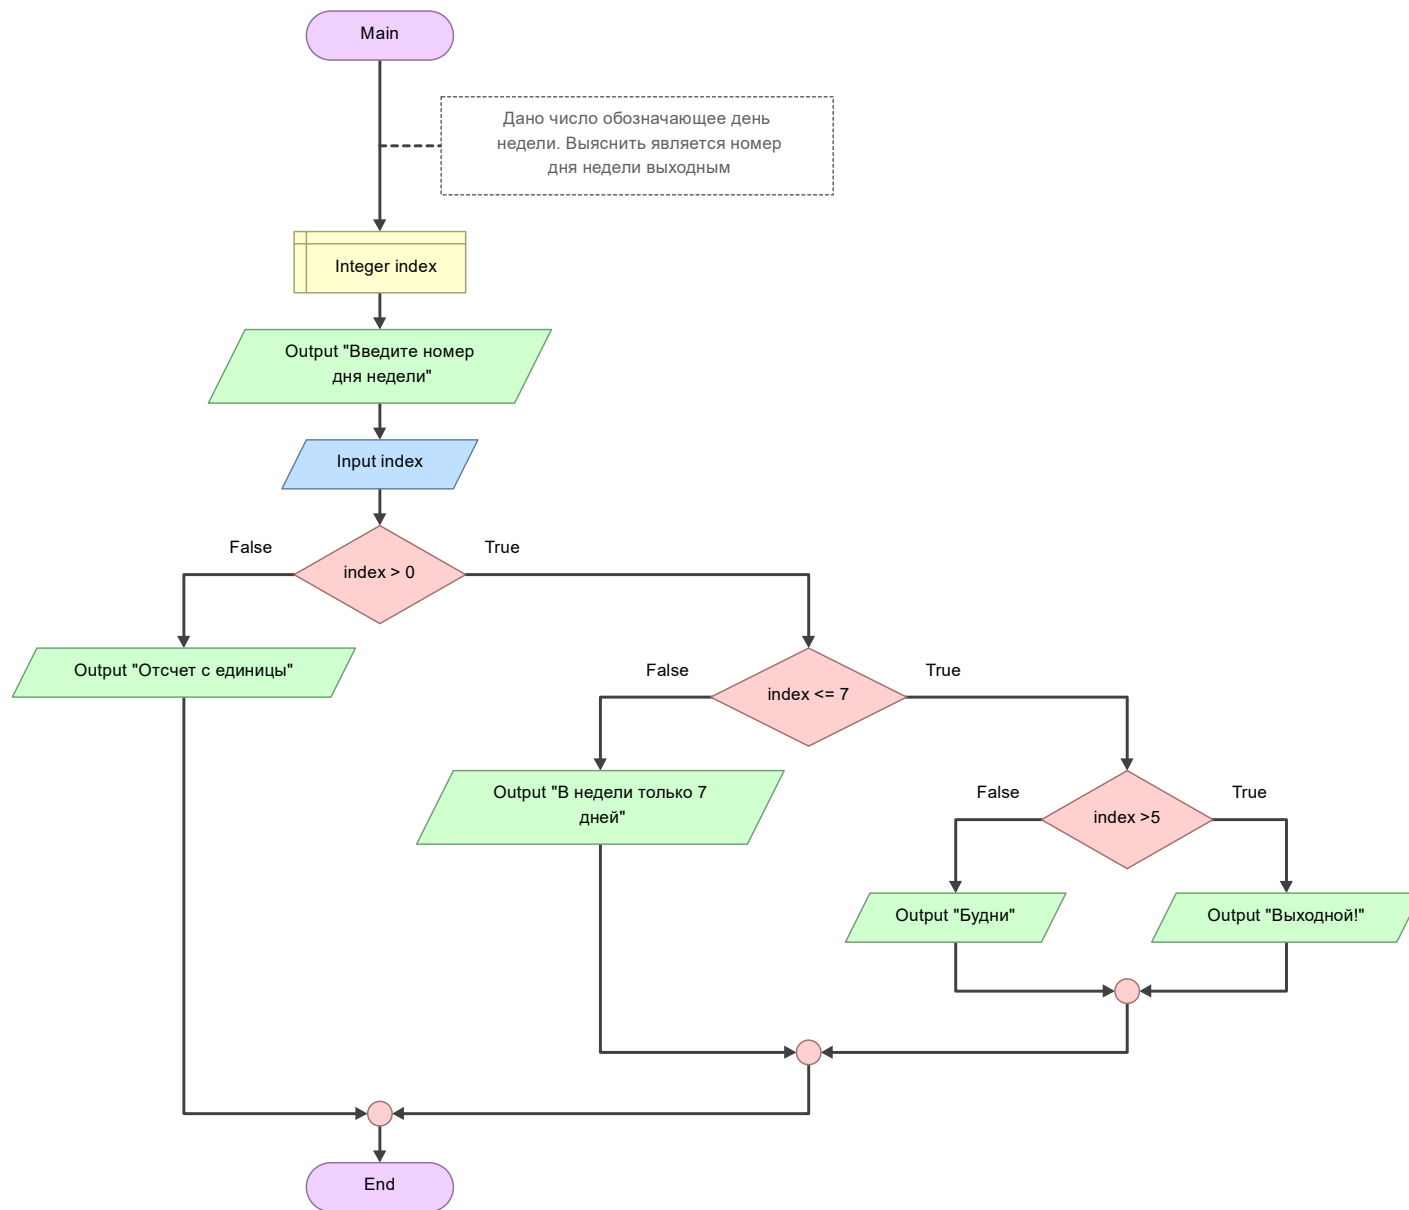 Main
Дано число обозначающее день
недели. Выяснить является номер
дня недели выходным
Integer index
Output "Введите номер
дня недели"
Input index
False
True
index > 0
Output "Отсчет с единицы"
False
True
index <= 7
Output "В недели только 7
дней"
False
True
index >5
Output "Будни"
Output "Выходной!"
End